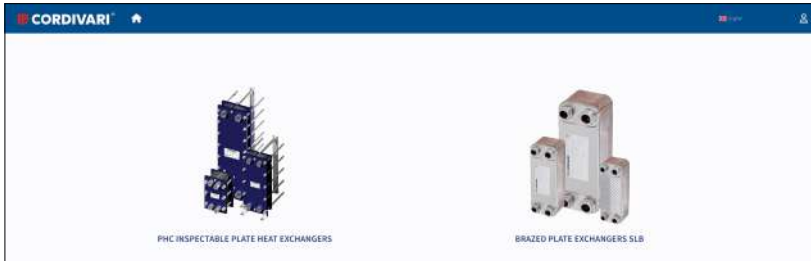 CORDIVARI®
PHC INSPECTABLE PLATE HEAT EXCHANGERS
BRAZED PLATE EXCHANGERS SLB